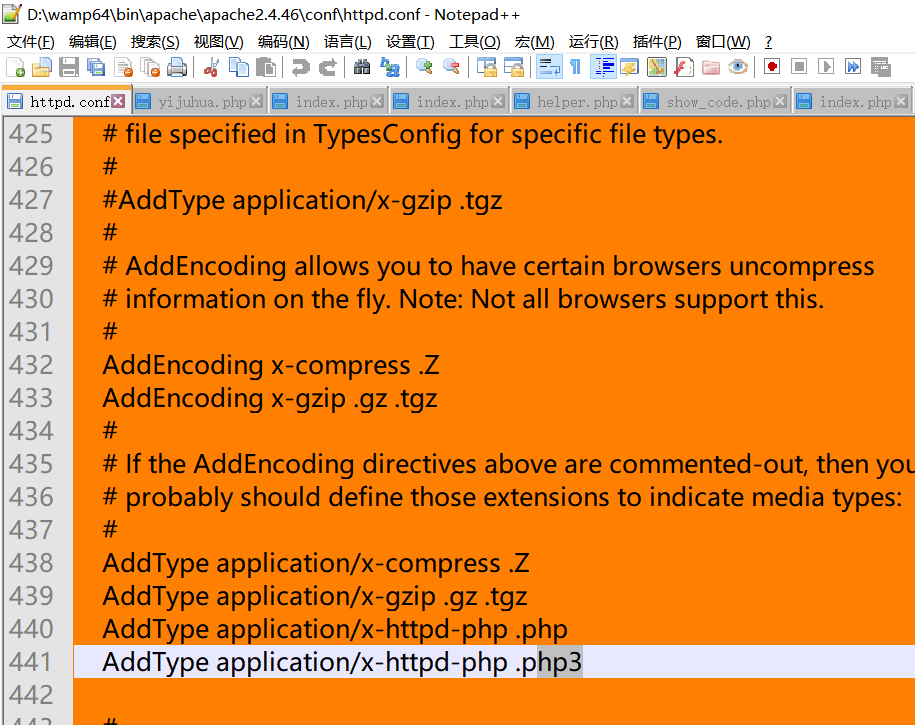 D:\wamp64\bin\apache\apache2.4.46\conf\httpd.conf - Notepad++
文件(F) 编辑(E) 搜索(S) 视图(V) 编码(N) 语言(L) 设置(T) 工具(O) 宏(M) 运行(R) 插件(P) 窗口(W) ?
httpd.conf yijuhua.php index.php index.php helper.php show_code.php index.php
425 # file specified in TypesConfig for specific file types.
426 #
427 #AddType application/x-gzip .tgz
428 #
429 # AddEncoding allows you to have certain browsers uncompress
430 # information on the fly. Note: Not all browsers support this.
431 #
432 AddEncoding x-compress .Z
433 AddEncoding x-gzip .gz .tgz
434 #
435 # If the AddEncoding directives above are commented-out, then you
436 # probably should define those extensions to indicate media types:
437 #
438 AddType application/x-compress .Z
439 AddType application/x-gzip .gz .tgz
440 AddType application/x-httpd-php .php
441 AddType application/x-httpd-php .php3
442
443 #